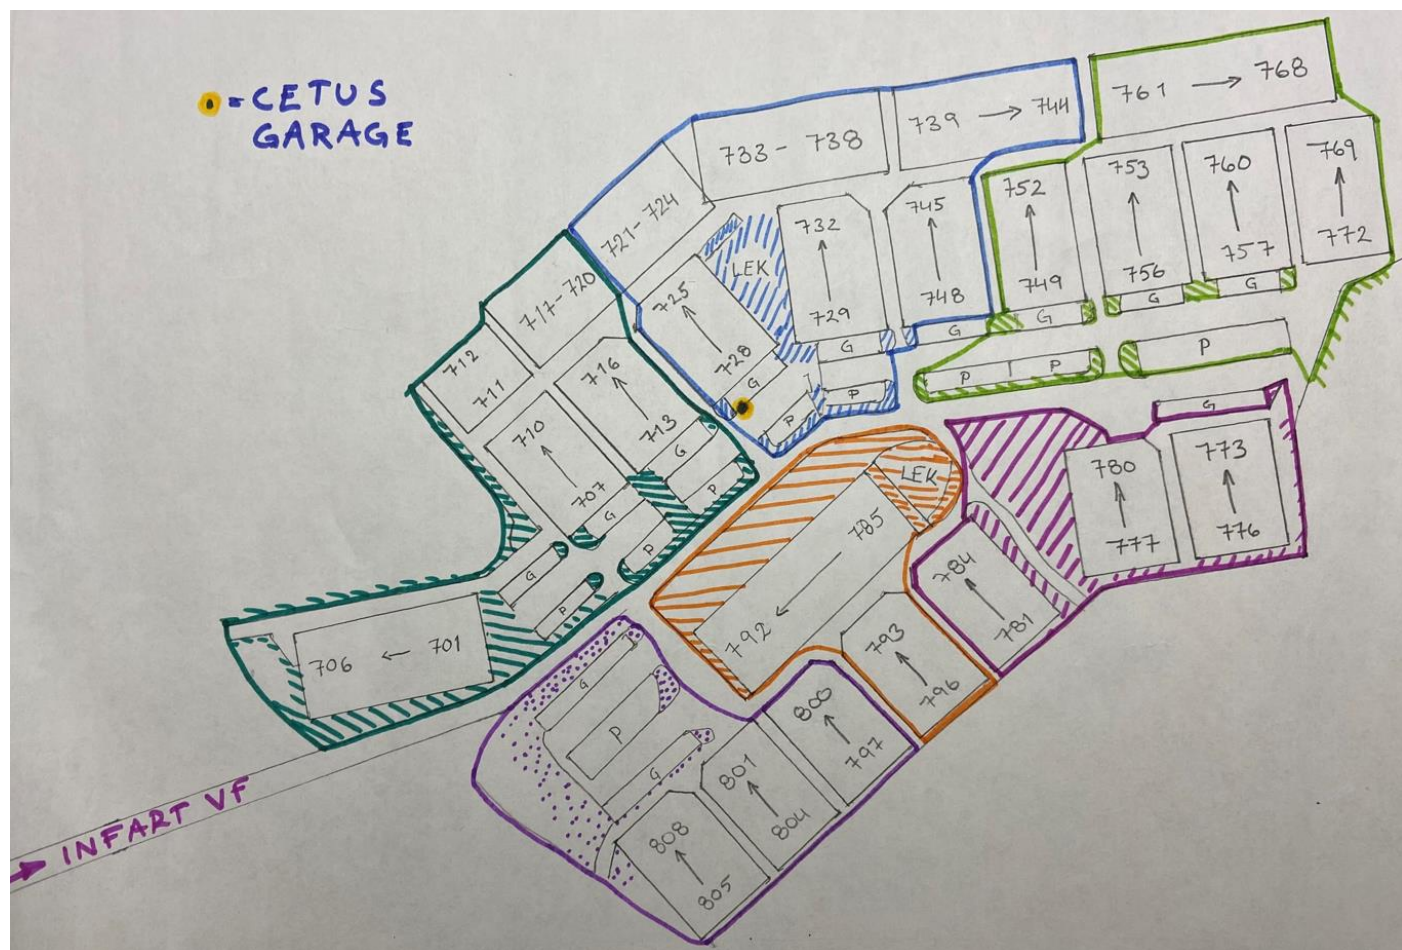 = CETUS
GARAGE
761 → 768
739 → 744
733 - 738
721 - 724
LEK
732
↑
729
745
↑
748
752
↑
749
753
↑
756
760
↑
757
769
↑
772
725
↑
728
717 - 720
712
711
716
↑
713
710
↑
707
G
G
G
G
G
G
P
P
P
P
P
G
G
P
P
G
P
706 ← 701
LEK
785
↓
792
793
↑
796
784
↑
781
780
↑
777
773
↑
776
G
G
P
G
800
↑
797
801
↑
804
808
↑
805
→ INFART VF